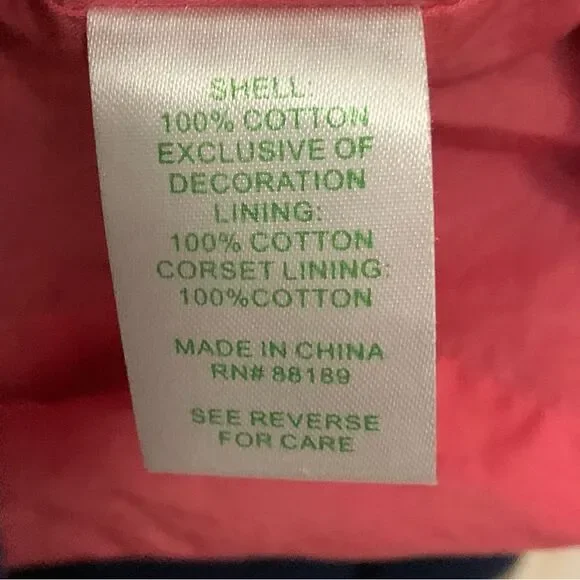 SHELL:
100% COTTON
EXCLUSIVE OF
DECORATION
LINING:
100% COTTON
CORSET LINING:
100%COTTON
MADE IN CHINA
RN# 88189
SEE REVERSE
FOR CARE